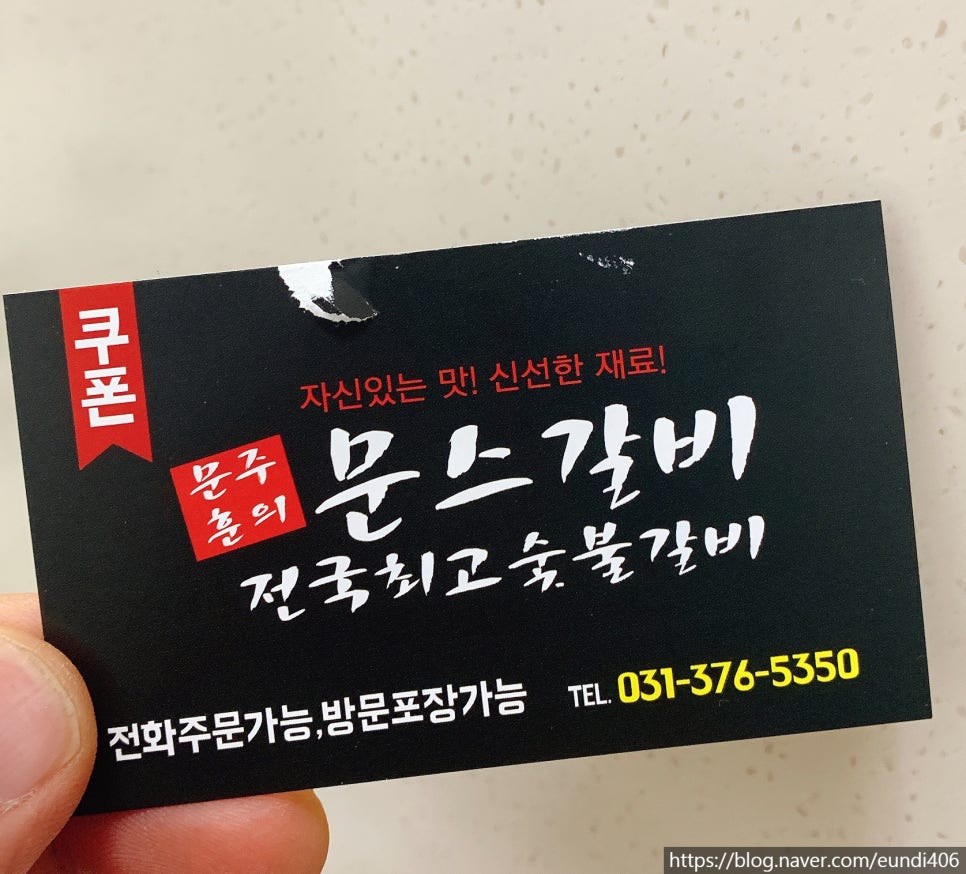 쿠폰
자신있는 맛! 신선한 재료!
문주
훈의
문스갈비
전국최고숯불갈비
전화주문가능,방문포장가능
TEL. 031-376-5350
https://blog.naver.com/eundi406